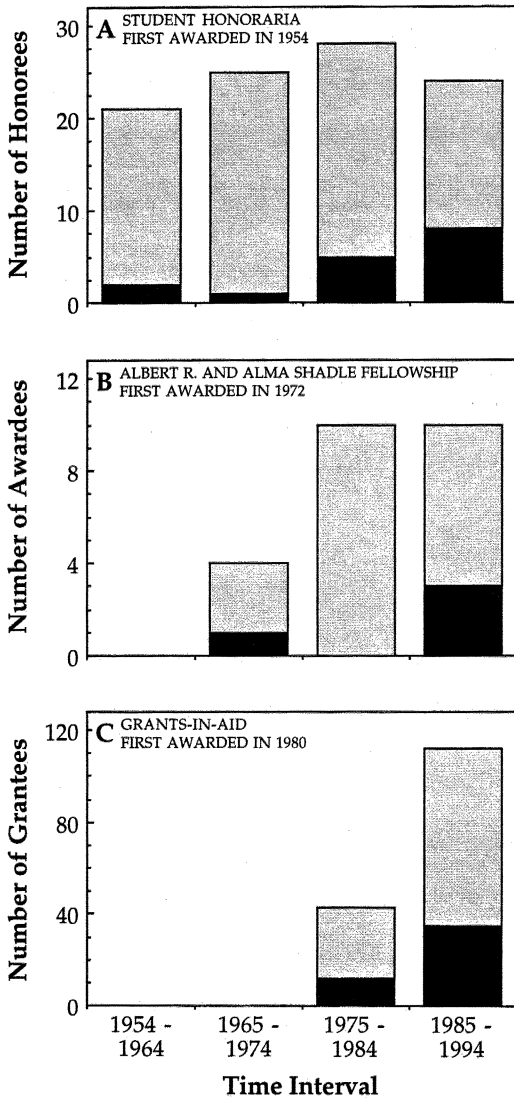 A STUDENT HONORARIA
FIRST AWARDED IN 1954
Number of Honorees
30
20
10
0
B ALBERT R. AND ALMA SHADLE FELLOWSHIP
FIRST AWARDED IN 1972
Number of Awardees
12
8
4
0
C GRANTS-IN-AID
FIRST AWARDED IN 1980
Number of Grantees
120
80
40
0
1954 - 1965 - 1975 - 1985 -
1964 1974 1984 1994
Time Interval